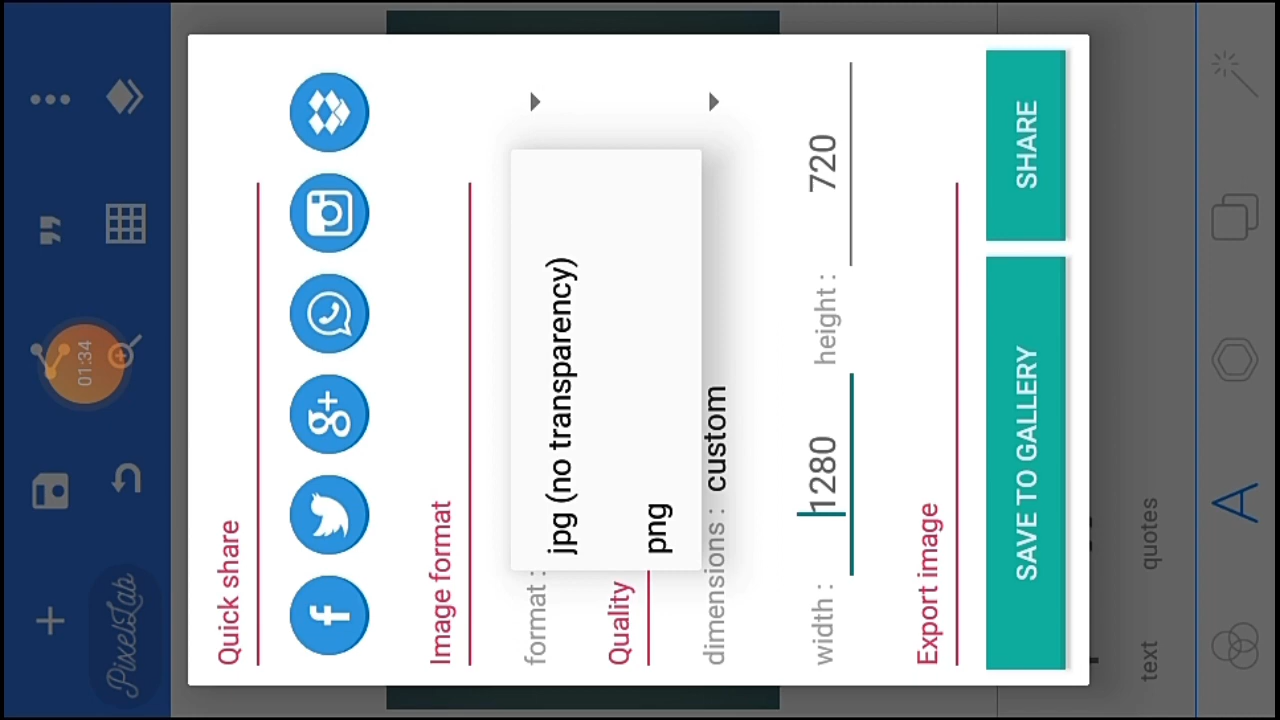 PixelLab
01:34
Quick share
Image format
format :
jpg (no transparency)
png
Quality
dimensions : custom
width : 1280 height : 720
Export image
SAVE TO GALLERY SHARE
text quotes